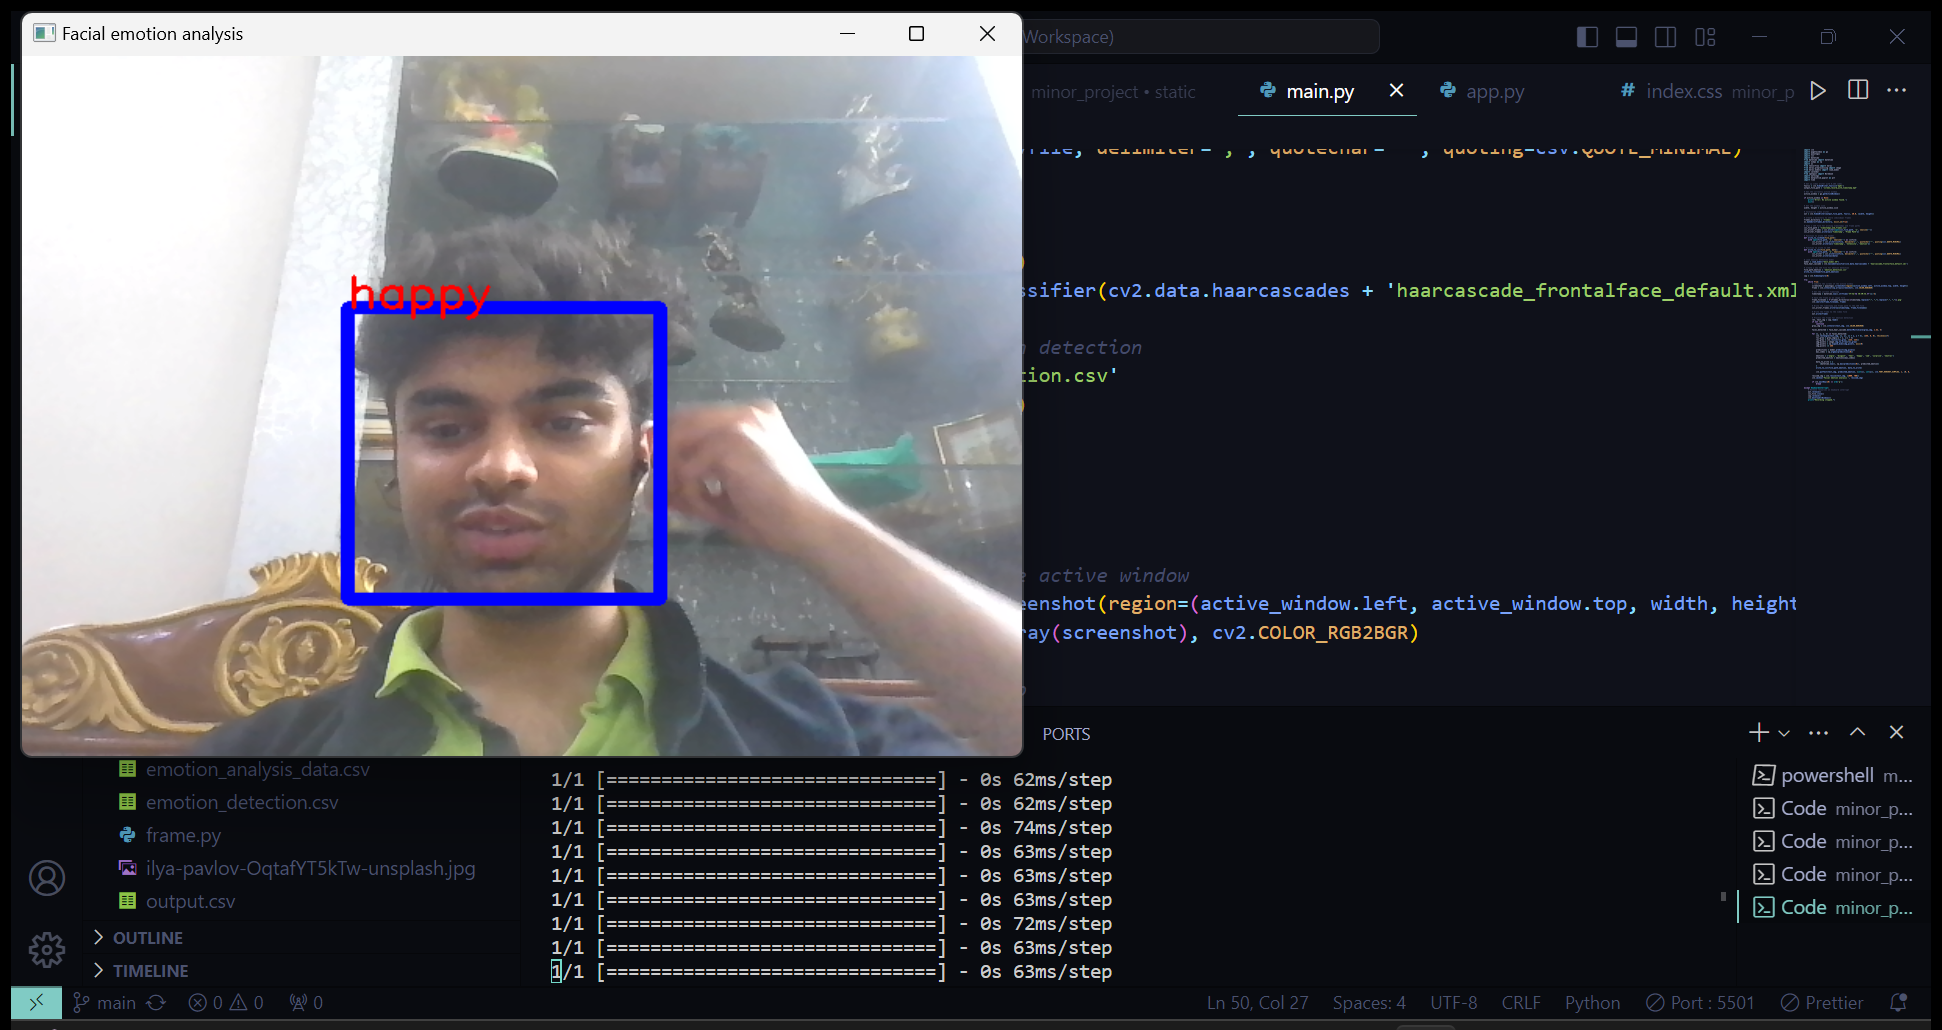 Facial emotion analysis
Workspace)
minor_project • static
main.py
app.py
# index.css minor_p
file, delimiter=
quotechar=
, quoting=csv.QUOTE_MINIMAL)
happy
ssifier(cv2.data.haarcascades + 'haarcascade_frontalface_default.xml
detection
tion.csv'
)
active window
enshot(region=(active_window.left, active_window.top, width, height
ray(screenshot), cv2.COLOR_RGB2BGR)
PORTS
emotion_analysis_data.csv
emotion_detection.csv
frame.py
ilya-pavlov-OqtafYT5kTw-unsplash.jpg
output.csv
OUTLINE
TIMELINE
1/1 [==============================] - 0s 62ms/step
1/1 [==============================] - 0s 62ms/step
1/1 [==============================] - 0s 74ms/step
1/1 [==============================] - 0s 63ms/step
1/1 [==============================] - 0s 63ms/step
1/1 [==============================] - 0s 63ms/step
1/1 [==============================] - 0s 72ms/step
1/1 [==============================] - 0s 63ms/step
1/1 [==============================] - 0s 63ms/step
powershell m...
Code minor_p...
Code minor_p...
Code minor_p...
Code minor_p...
main 0 0 0 Ln 50, Col 27 Spaces: 4 UTF-8 CRLF Python Port : 5501 Prettier